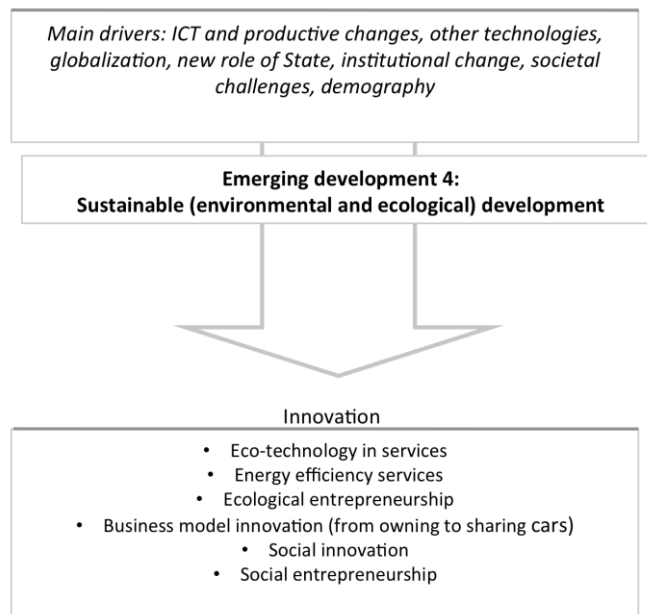 Main drivers: ICT and productive changes, other technologies,
globalization, new role of State, institutional change, societal
challenges, demography
Emerging development 4:
Sustainable (environmental and ecological) development
Innovation
• Eco-technology in services
• Energy efficiency services
• Ecological entrepreneurship
• Business model innovation (from owning to sharing cars)
• Social innovation
• Social entrepreneurship